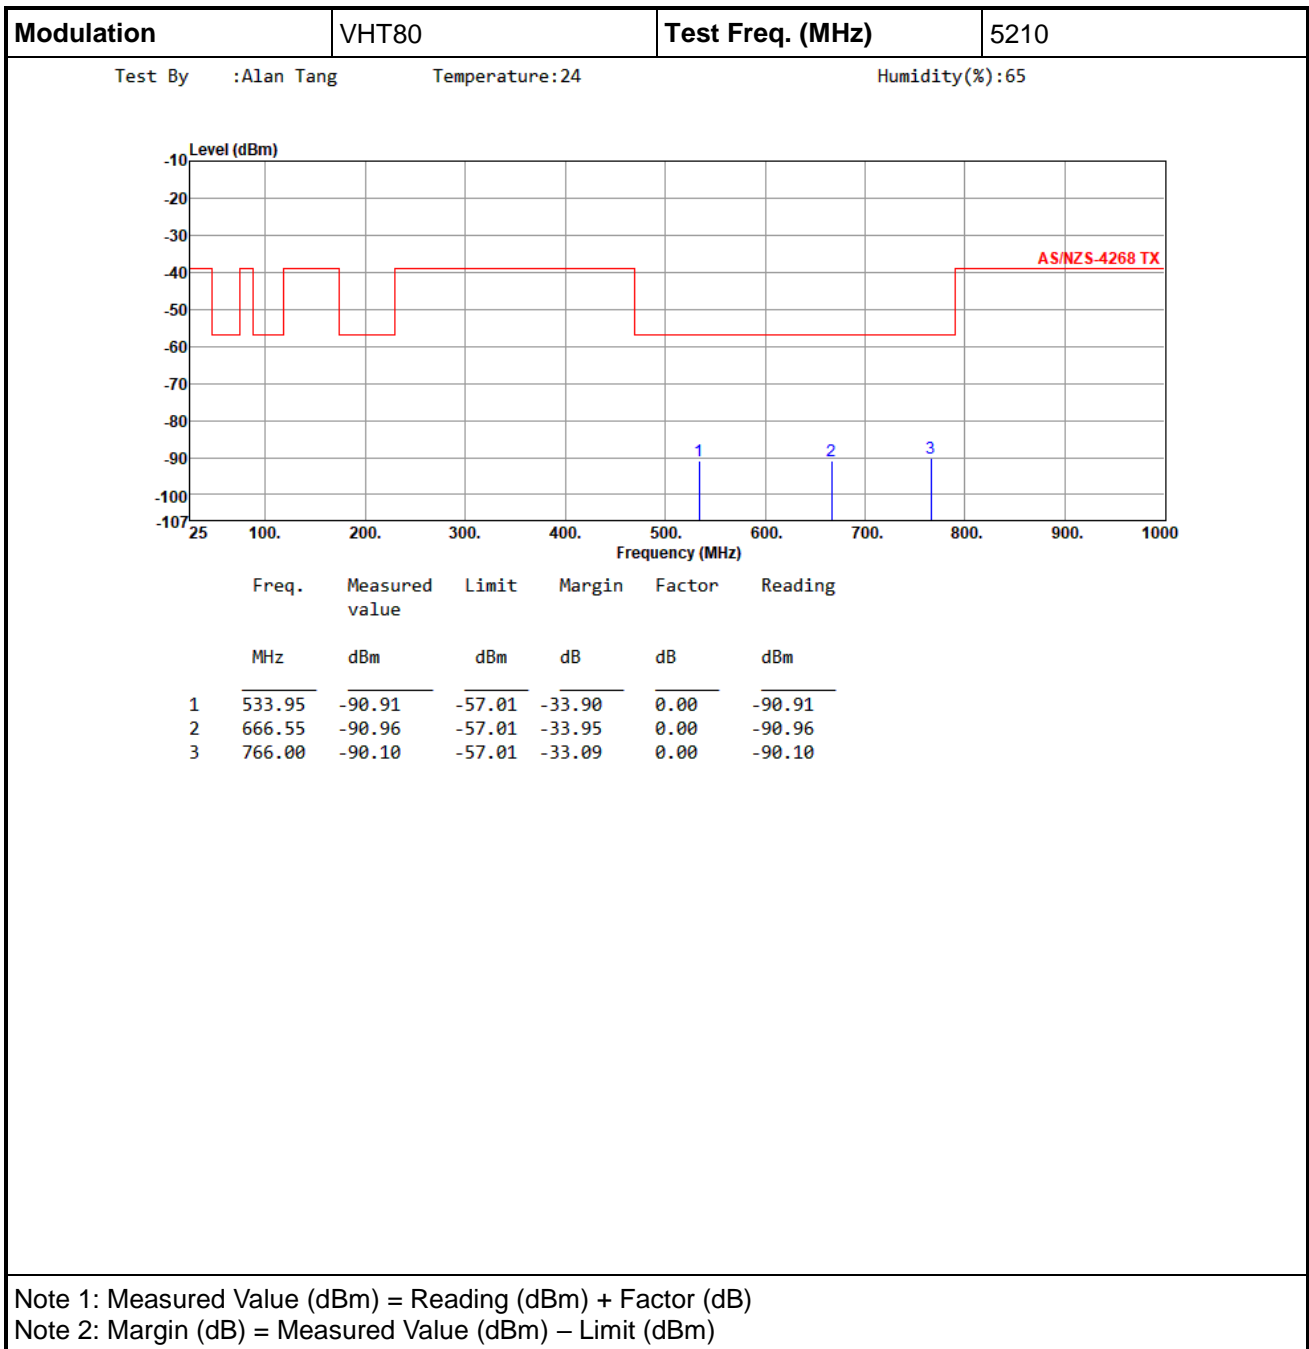 Modulation VHT80 Test Freq. (MHz) 5210
Test By :Alan Tang Temperature:24 Humidity(%):65
Level (dBm)
-10
-20
-30
AS/NZS-4268 TX
-40
-50
-60
-70
-80
1 2 3
-90
-100
-107
25 100. 200. 300. 400. 500. 600. 700. 800. 900. 1000
Frequency (MHz)
Freq. Measured Limit Margin Factor Reading
value
MHz dBm dBm dB dB dBm
1 533.95 -90.91 -57.01 -33.90 0.00 -90.91
2 666.55 -90.96 -57.01 -33.95 0.00 -90.96
3 766.00 -90.10 -57.01 -33.09 0.00 -90.10
Note 1: Measured Value (dBm) = Reading (dBm) + Factor (dB)
Note 2: Margin (dB) = Measured Value (dBm) – Limit (dBm)